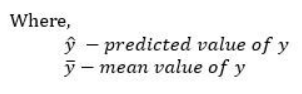 Where,
ŷ – predicted value of y
ȳ – mean value of y